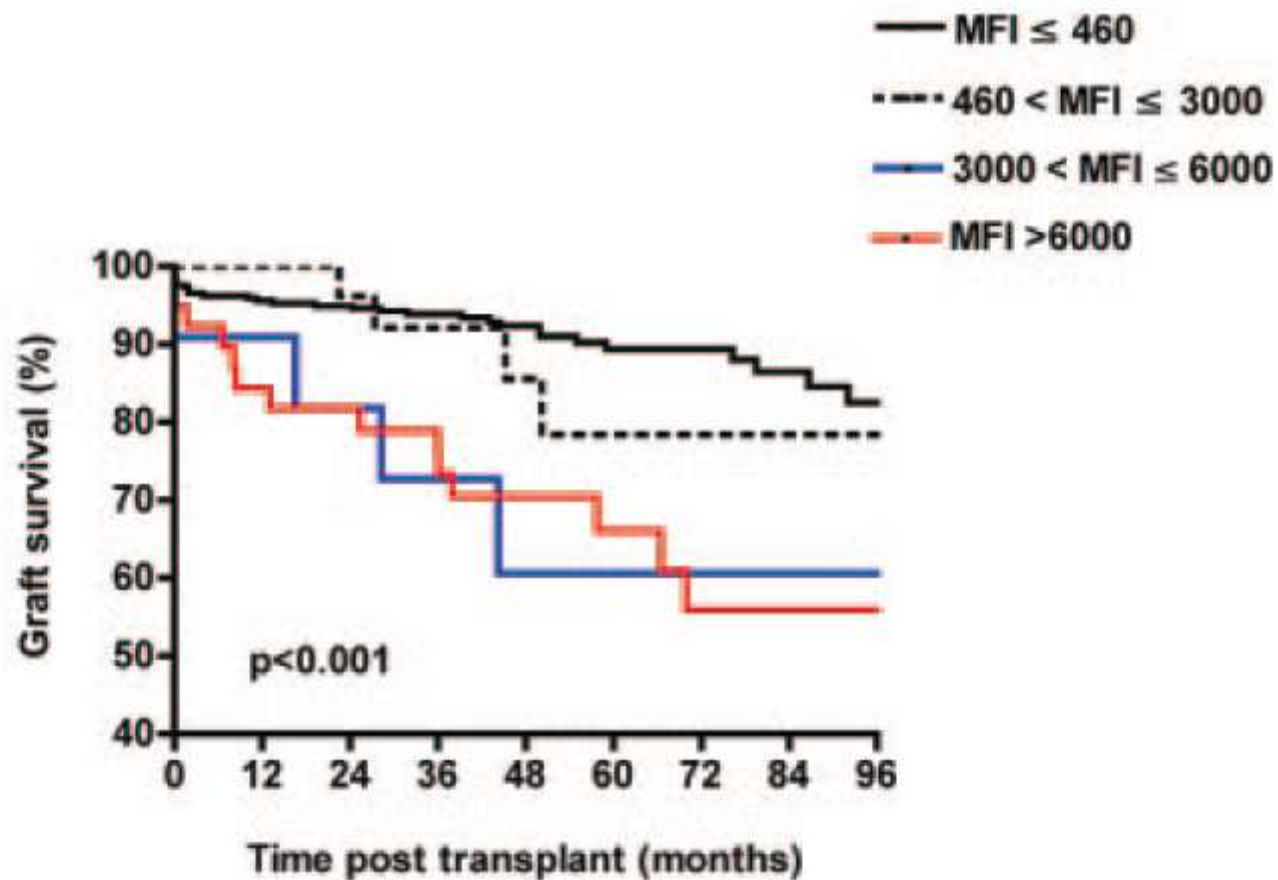 MFI ≤ 460
460 < MFI ≤ 3000
3000 < MFI ≤ 6000
MFI >6000
100
90
80
70
60
50
40
Graft survival (%)
p<0.001
0 12 24 36 48 60 72 84 96
Time post transplant (months)